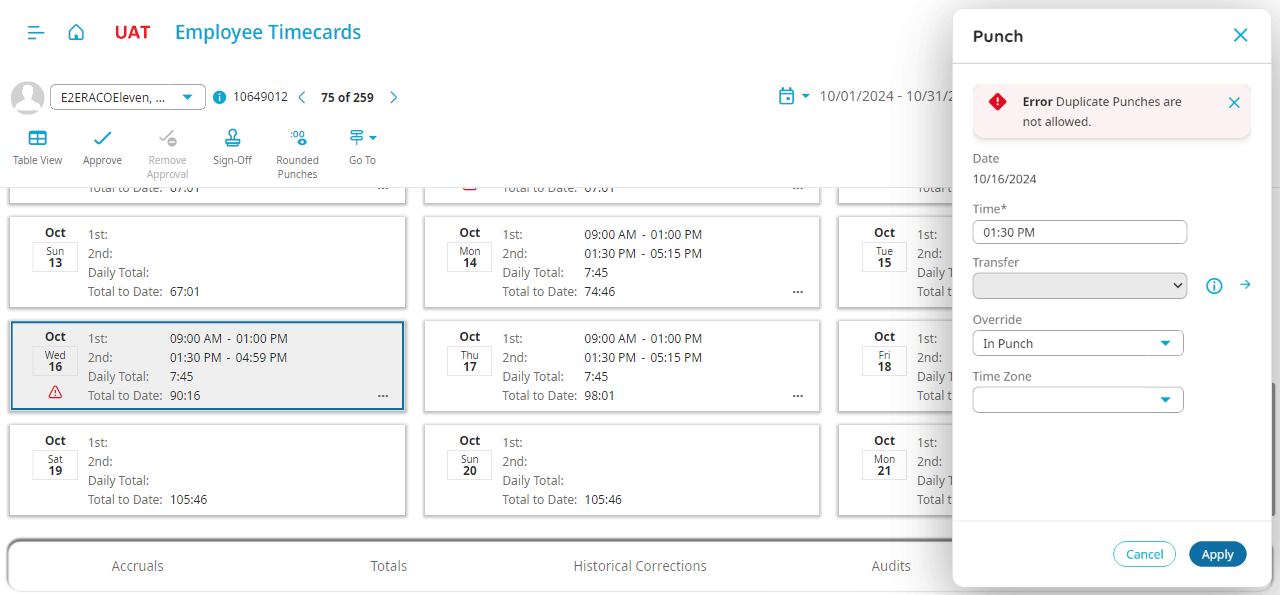 UAT
Employee Timecards
E2ERACOEleven, ...
10649012
75 of 259
10/01/2024 - 10/31/2
Table View
Approve
Remove Approval
Sign-Off
Rounded Punches
Go To
Total to Date: 67:01
...
Total to Date: 67:01
...
Total t
Oct
Sun
13
1st:
2nd:
Daily Total:
Total to Date: 67:01
Oct
Mon
14
1st: 09:00 AM - 01:00 PM
2nd: 01:30 PM - 05:15 PM
Daily Total: 7:45
Total to Date: 74:46
...
Oct
Tue
15
1st:
2nd:
Daily T
Total t
Oct
Wed
16
1st: 09:00 AM - 01:00 PM
2nd: 01:30 PM - 04:59 PM
Daily Total: 7:45
Total to Date: 90:16
...
Oct
Thu
17
1st: 09:00 AM - 01:00 PM
2nd: 01:30 PM - 05:15 PM
Daily Total: 7:45
Total to Date: 98:01
...
Oct
Fri
18
1st:
2nd:
Daily T
Total t
Oct
Sat
19
1st:
2nd:
Daily Total:
Total to Date: 105:46
Oct
Sun
20
1st:
2nd:
Daily Total:
Total to Date: 105:46
Oct
Mon
21
1st:
2nd:
Daily T
Total t
Accruals
Totals
Historical Corrections
Audits
Punch
Error Duplicate Punches are
not allowed.
Date
10/16/2024
Time*
01:30 PM
Transfer
Override
In Punch
Time Zone
Cancel
Apply